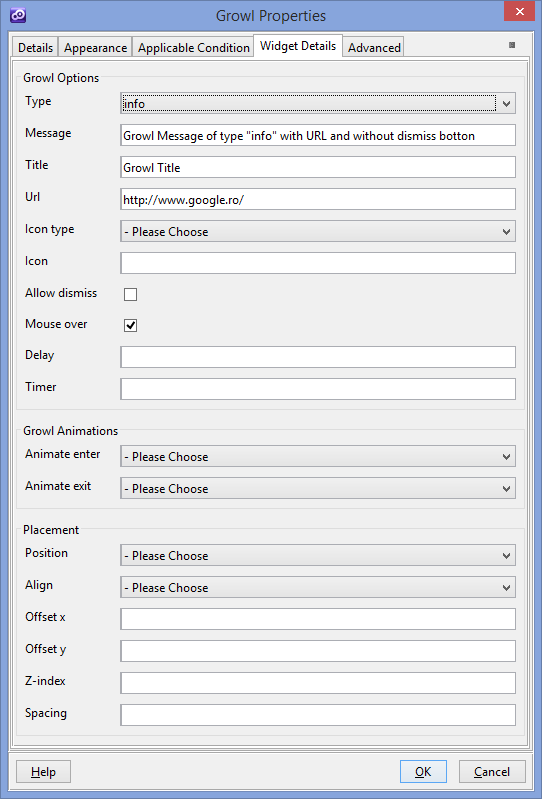 Growl Properties
Details Appearance Applicable Condition Widget Details Advanced
Growl Options
Type info
Message Growl Message of type "info" with URL and without dismiss botton
Title Growl Title
Url http://www.google.ro/
Icon type - Please Choose
Icon
Allow dismiss
Mouse over
Delay
Timer
Growl Animations
Animate enter - Please Choose
Animate exit - Please Choose
Placement
Position - Please Choose
Align - Please Choose
Offset x
Offset y
Z-index
Spacing
Help OK Cancel